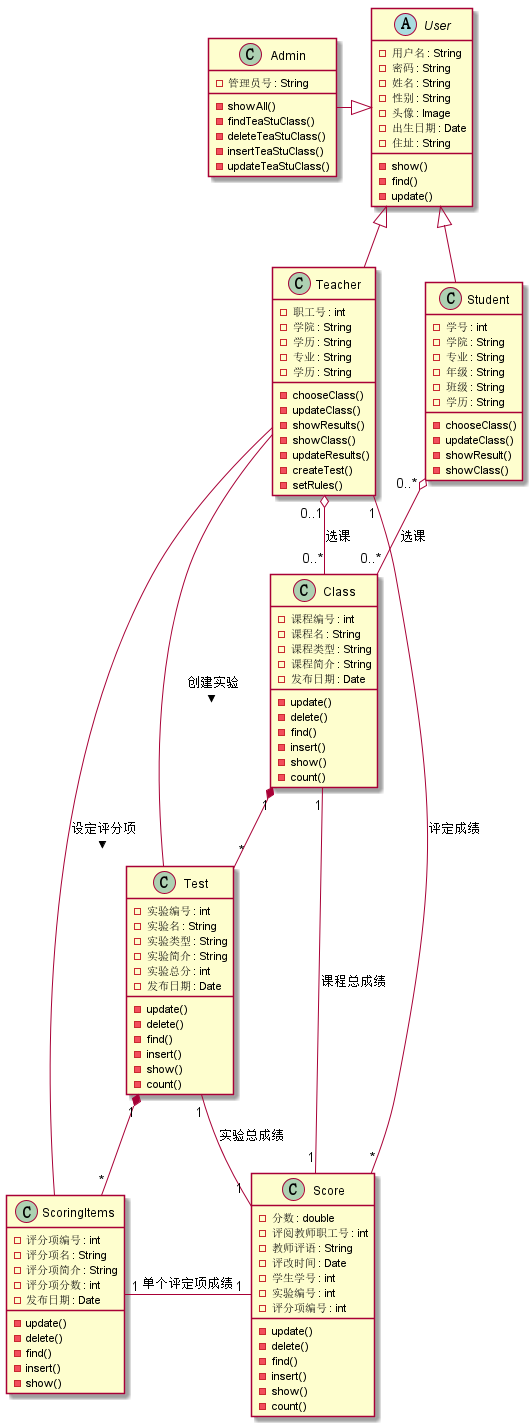 A User
用户名 : String
密码 : String
姓名 : String
性别 : String
头像 : Image
出生日期 : Date
住址 : String
show()
find()
update()
C Admin
管理员号 : String
showAll()
findTeaStuClass()
deleteTeaStuClass()
insertTeaStuClass()
updateTeaStuClass()
C Teacher
职工号 : int
学院 : String
学历 : String
专业 : String
学历 : String
chooseClass()
updateClass()
showResults()
showClass()
updateResults()
createTest()
setRules()
C Student
学号 : int
学院 : String
专业 : String
年级 : String
班级 : String
学历 : String
chooseClass()
updateClass()
showResult()
showClass()
0..1
1
0..*
选课
选课
0..*
0..*
C Class
课程编号 : int
课程名 : String
课程类型 : String
课程简介 : String
发布日期 : Date
update()
delete()
find()
insert()
show()
count()
创建实验
设定评分项
评定成绩
1
1
*
C Test
实验编号 : int
实验名 : String
实验类型 : String
实验简介 : String
实验总分 : int
发布日期 : Date
update()
delete()
find()
insert()
show()
count()
课程总成绩
1
1
实验总成绩
*
1
1
*
C ScoringItems
评分项编号 : int
评分项名 : String
评分项简介 : String
评分项分数 : int
发布日期 : Date
update()
delete()
find()
insert()
show()
1 单个评定项成绩 1
C Score
分数 : double
评阅教师职工号 : int
教师评语 : String
评改时间 : Date
学生学号 : int
实验编号 : int
评分项编号 : int
update()
delete()
find()
insert()
show()
count()